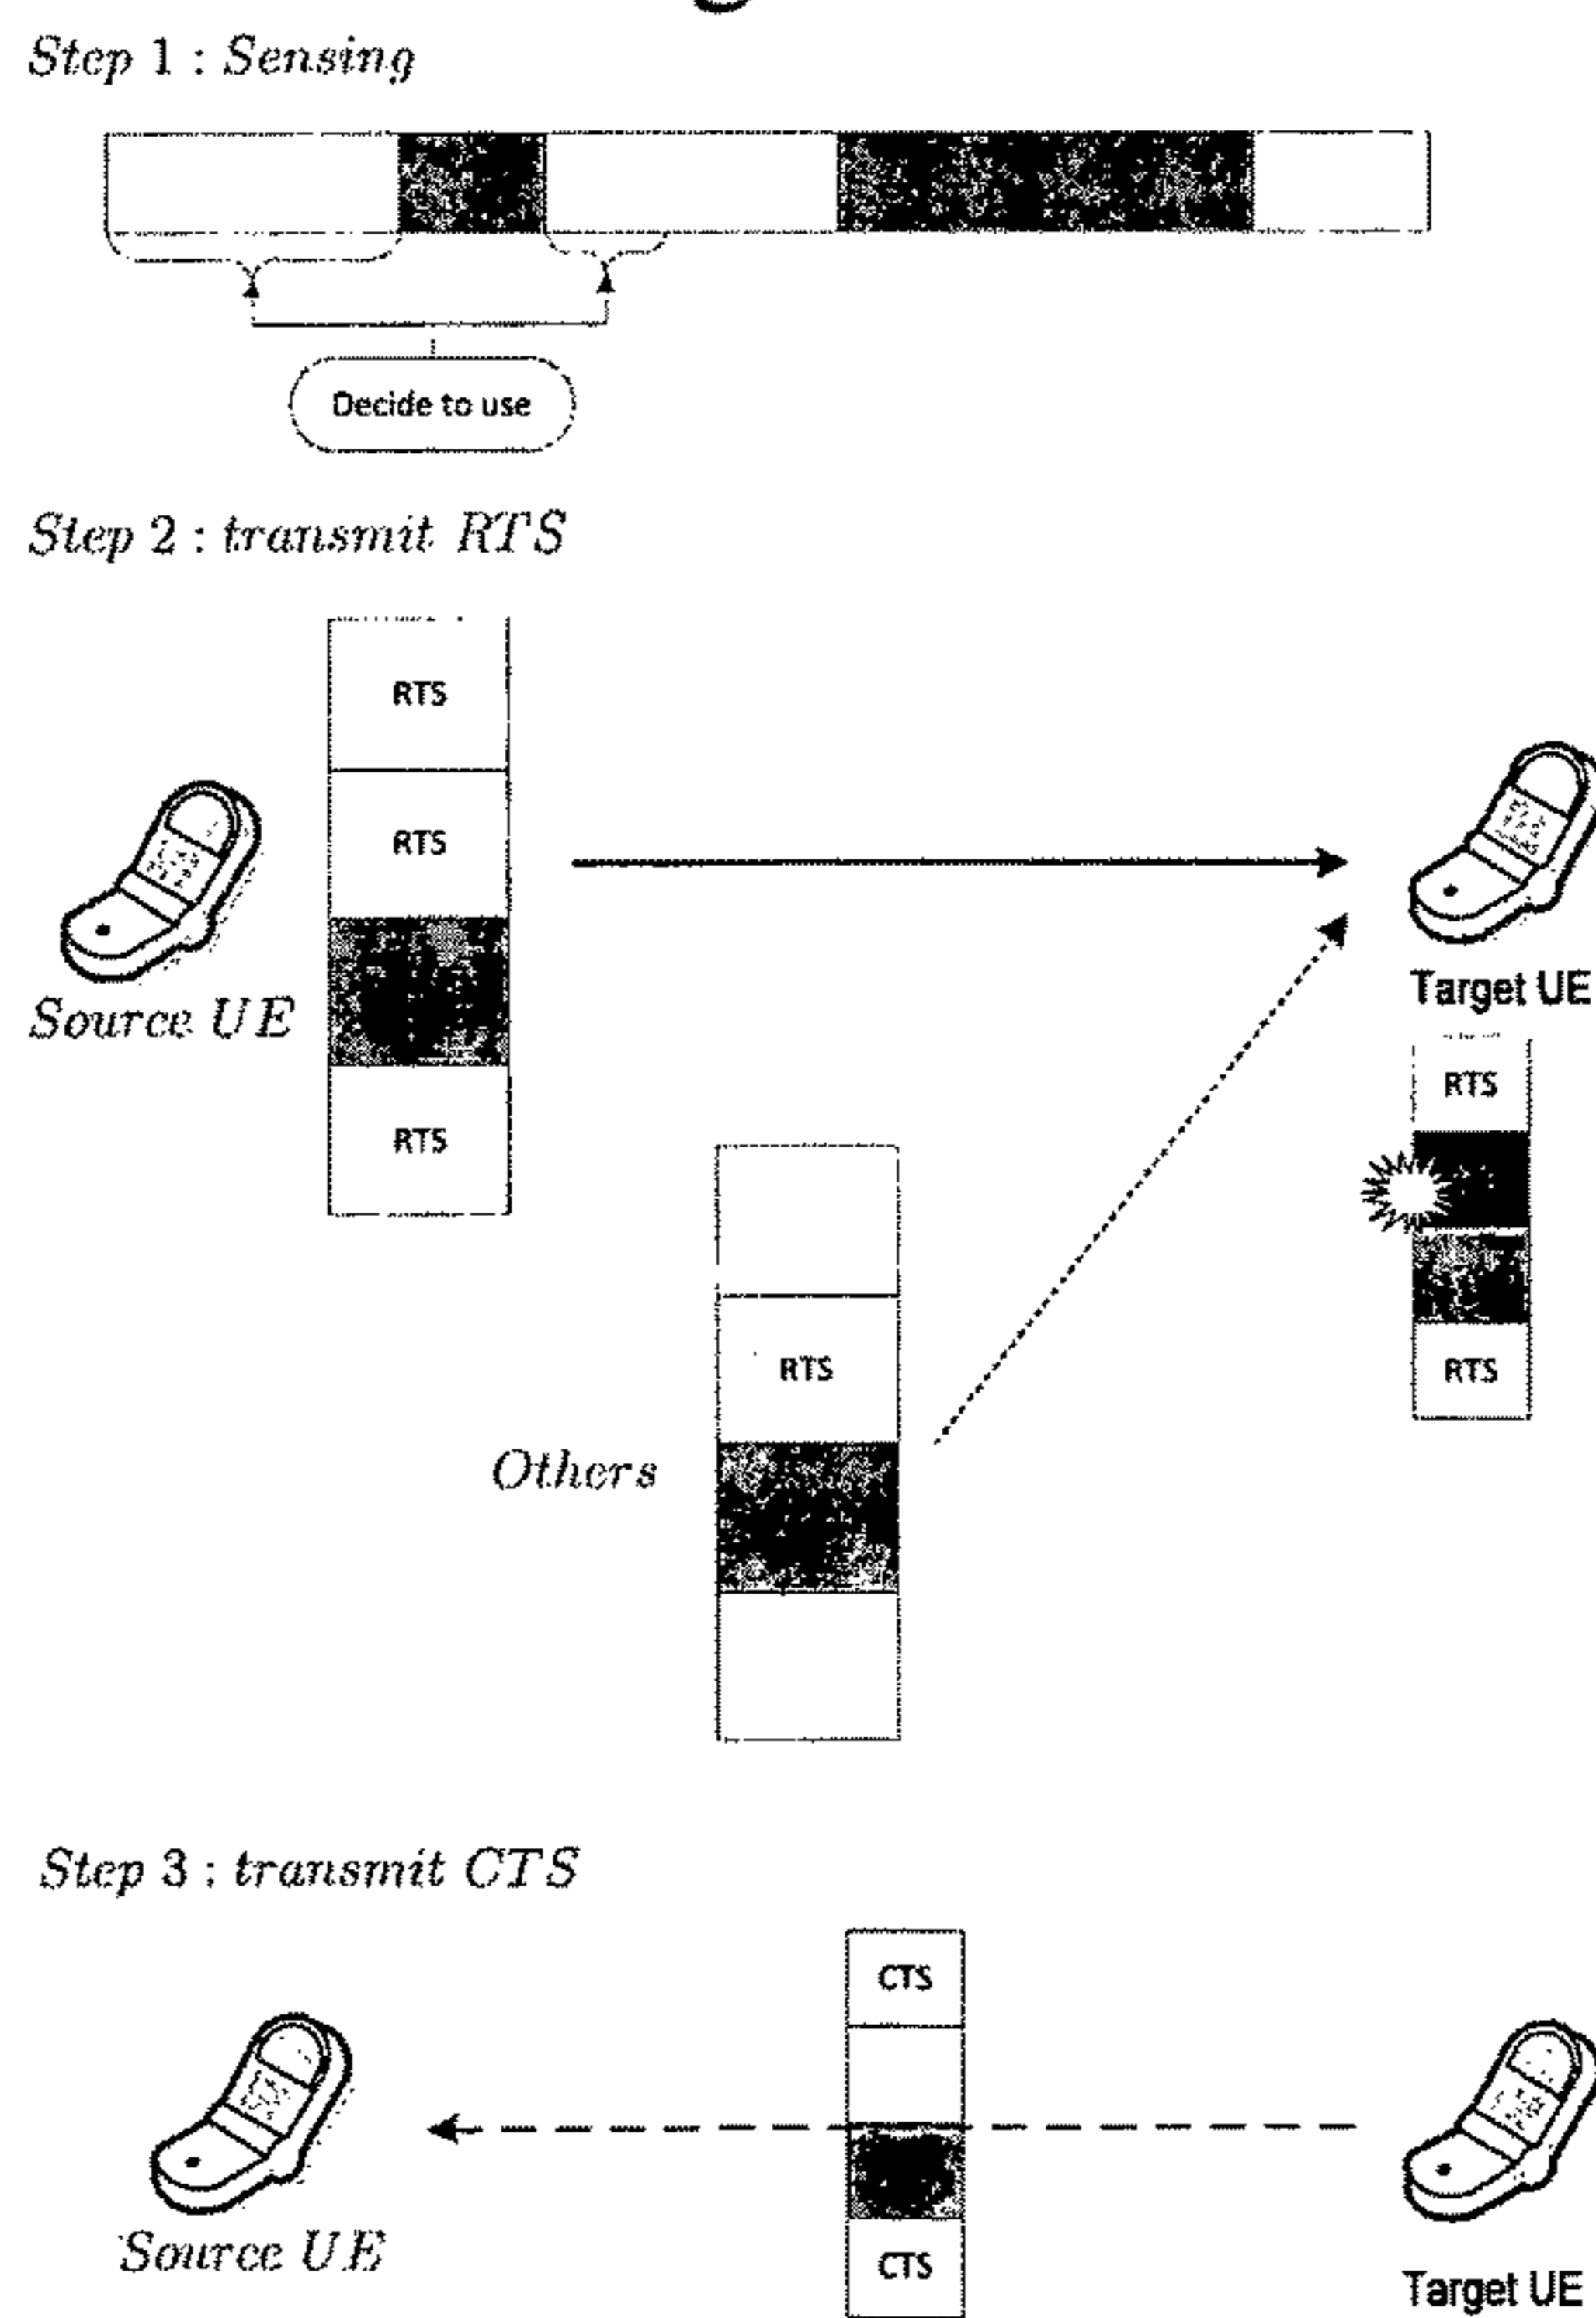 Step 1 : Sensing
Decide to use
Step 2 : transmit RTS
RTS
RTS
Source UE
RTS
Target UE
RTS
RTS
RTS
Others
Step 3 : transmit CTS
CTS
Source UE
CTS
Target UE